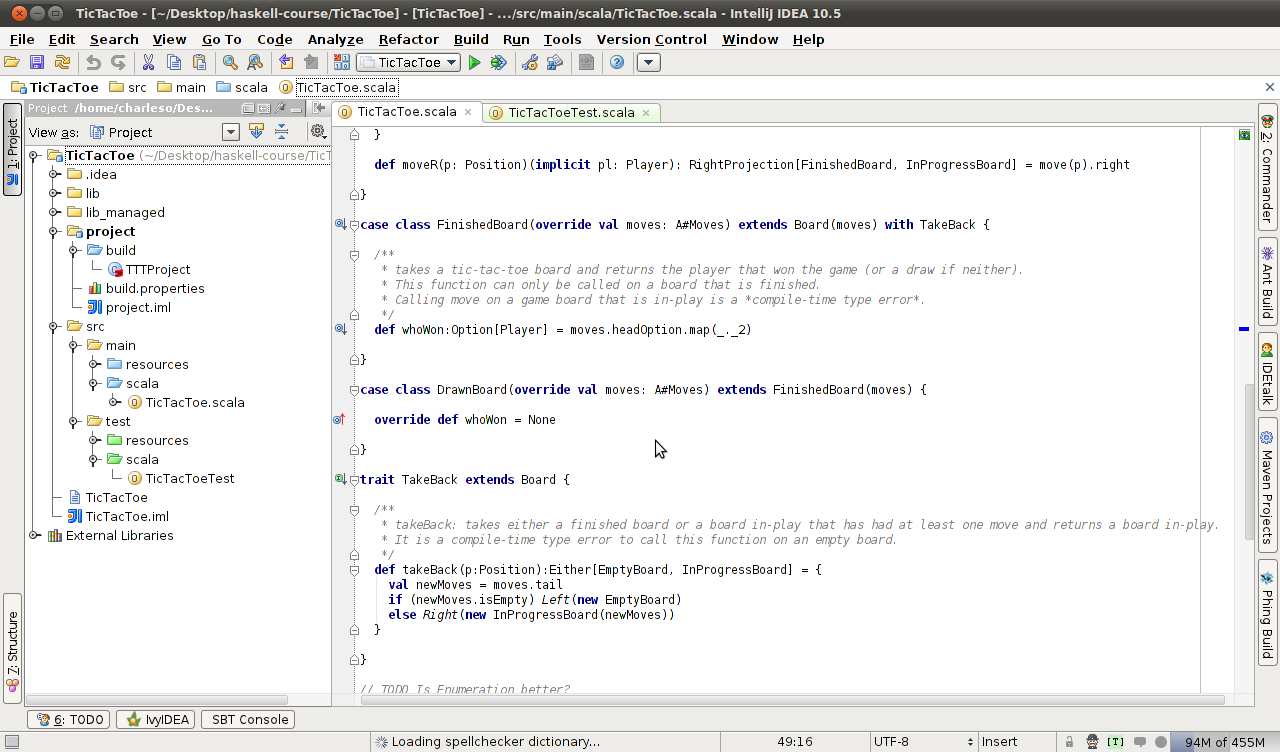 TicTacToe - [~/Desktop/haskell-course/TicTacToe] - [TicTacToe] - .../src/main/scala/TicTacToe.scala - IntelliJ IDEA 10.5
File Edit Search View Go To Code Analyze Refactor Build Run Tools Version Control Window Help
TicTacToe
TicTacToe src main scala TicTacToe.scala
Project /home/charleso/Des...
View as: Project
TicTacToe (~/Desktop/haskell-course/TicT
.idea
lib
lib_managed
project
build
TTTProject
build.properties
project.iml
src
main
resources
scala
TicTacToe.scala
test
resources
scala
TicTacToeTest
TicTacToe
TicTacToe.iml
External Libraries
1: Project
7: Structure
TicTacToe.scala TicTacToeTest.scala
}
def moveR(p: Position)(implicit pl: Player): RightProjection[FinishedBoard, InProgressBoard] = move(p).right
}
case class FinishedBoard(override val moves: A#Moves) extends Board(moves) with TakeBack {
/**
* takes a tic-tac-toe board and returns the player that won the game (or a draw if neither).
* This function can only be called on a board that is finished.
* Calling move on a game board that is in-play is a *compile-time type error*.
*/
def whoWon:Option[Player] = moves.headOption.map(_._2)
}
case class DrawnBoard(override val moves: A#Moves) extends FinishedBoard(moves) {
override def whoWon = None
}
trait TakeBack extends Board {
/**
* takeBack: takes either a finished board or a board in-play that has had at least one move and returns a board in-play.
* It is a compile-time type error to call this function on an empty board.
*/
def takeBack(p:Position):Either[EmptyBoard, InProgressBoard] = {
val newMoves = moves.tail
if (newMoves.isEmpty) Left(new EmptyBoard)
else Right(new InProgressBoard(newMoves))
}
}
// TODO Is Enumeration better?
2: Commander
Ant Build
IDEtalk
Maven Projects
Phing Build
6: TODO IvyIDEA SBT Console
Loading spellchecker dictionary... 49:16 UTF-8 Insert [T] 94M of 455M